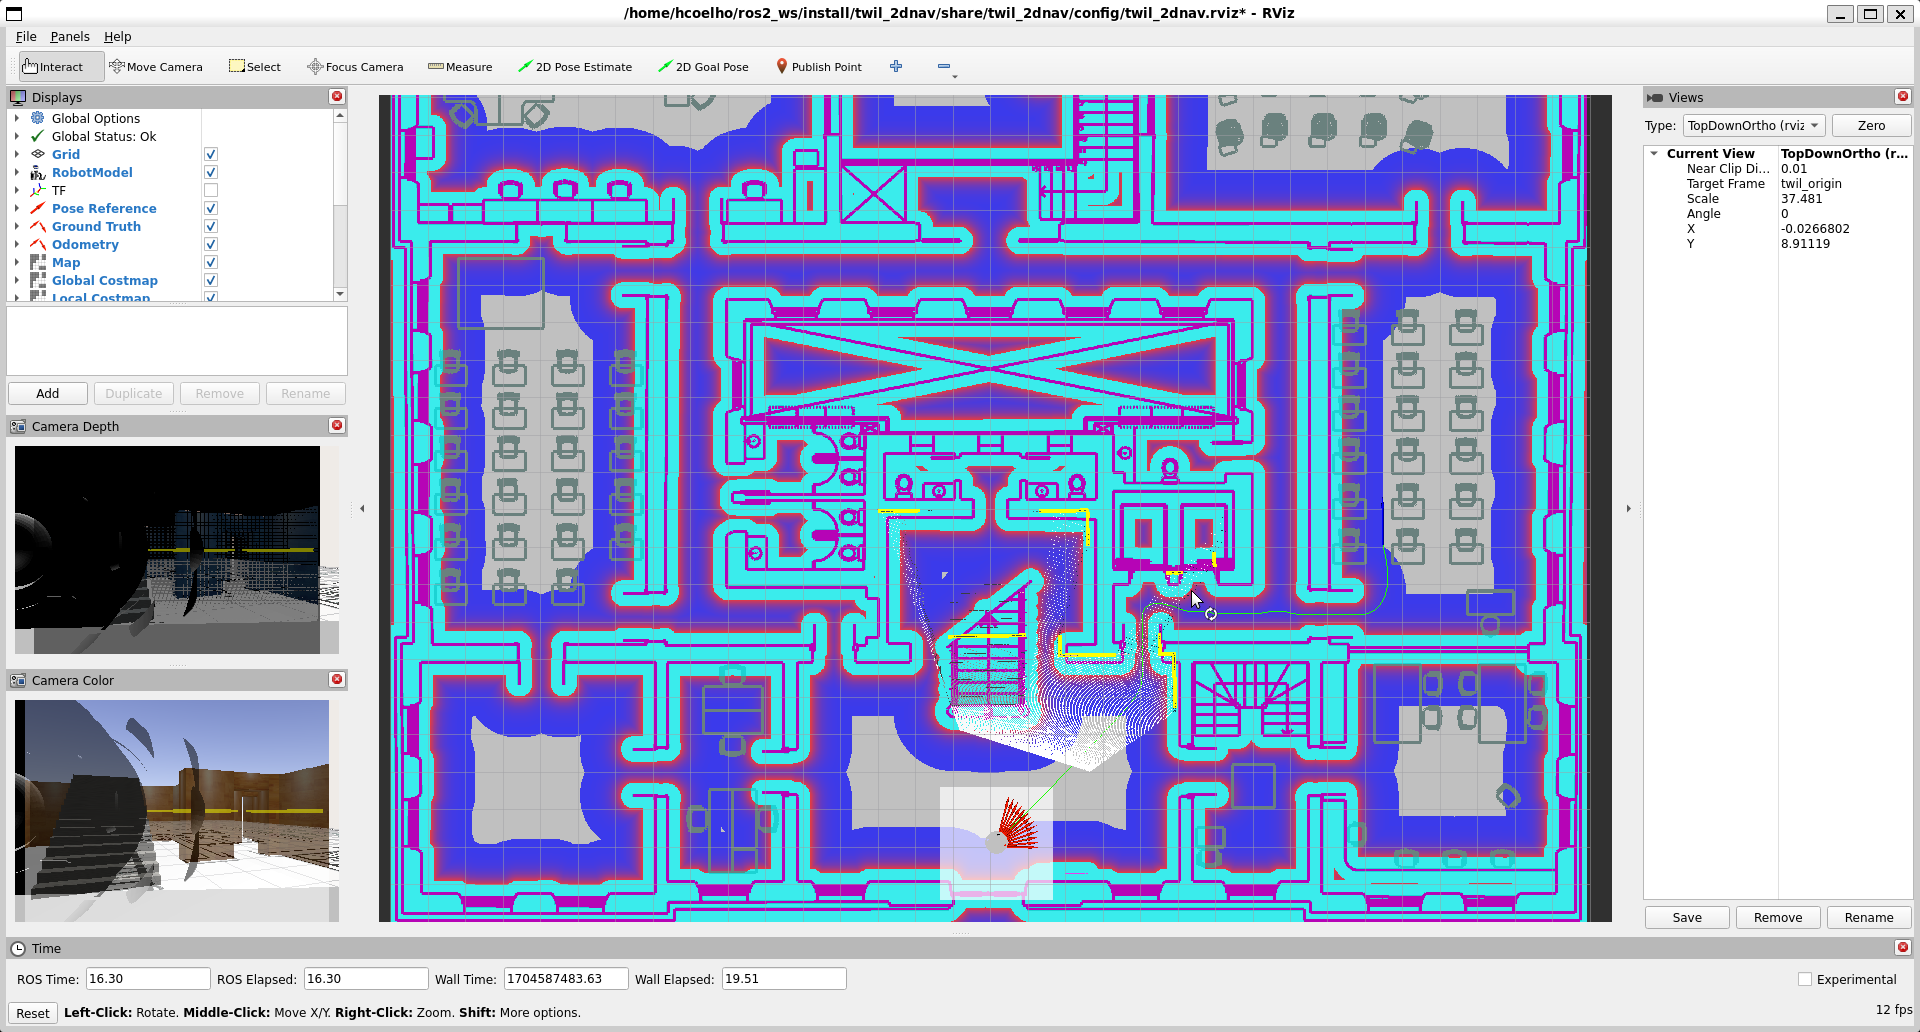 /home/hcoelho/ros2_ws/install/twil_2dnav/share/twil_2dnav/config/twil_2dnav.rviz* - RViz
File Panels Help
Interact Move Camera Select Focus Camera Measure 2D Pose Estimate 2D Goal Pose Publish Point
Displays
Global Options
Global Status: Ok
Grid
RobotModel
TF
Pose Reference
Ground Truth
Odometry
Map
Global Costmap
Local Costmap
Add Duplicate Remove Rename
Camera Depth
Camera Color
Views
Type: TopDownOrtho (rviz Zero
Current View TopDownOrtho (r...
Near Clip Di... 0.01
Target Frame twil_origin
Scale 37.481
Angle 0
X -0.0266802
Y 8.91119
Save Remove Rename
Time
ROS Time: 16.30 ROS Elapsed: 16.30 Wall Time: 1704587483.63 Wall Elapsed: 19.51 Experimental
Reset Left-Click: Rotate. Middle-Click: Move X/Y. Right-Click: Zoom. Shift: More options. 12 fps